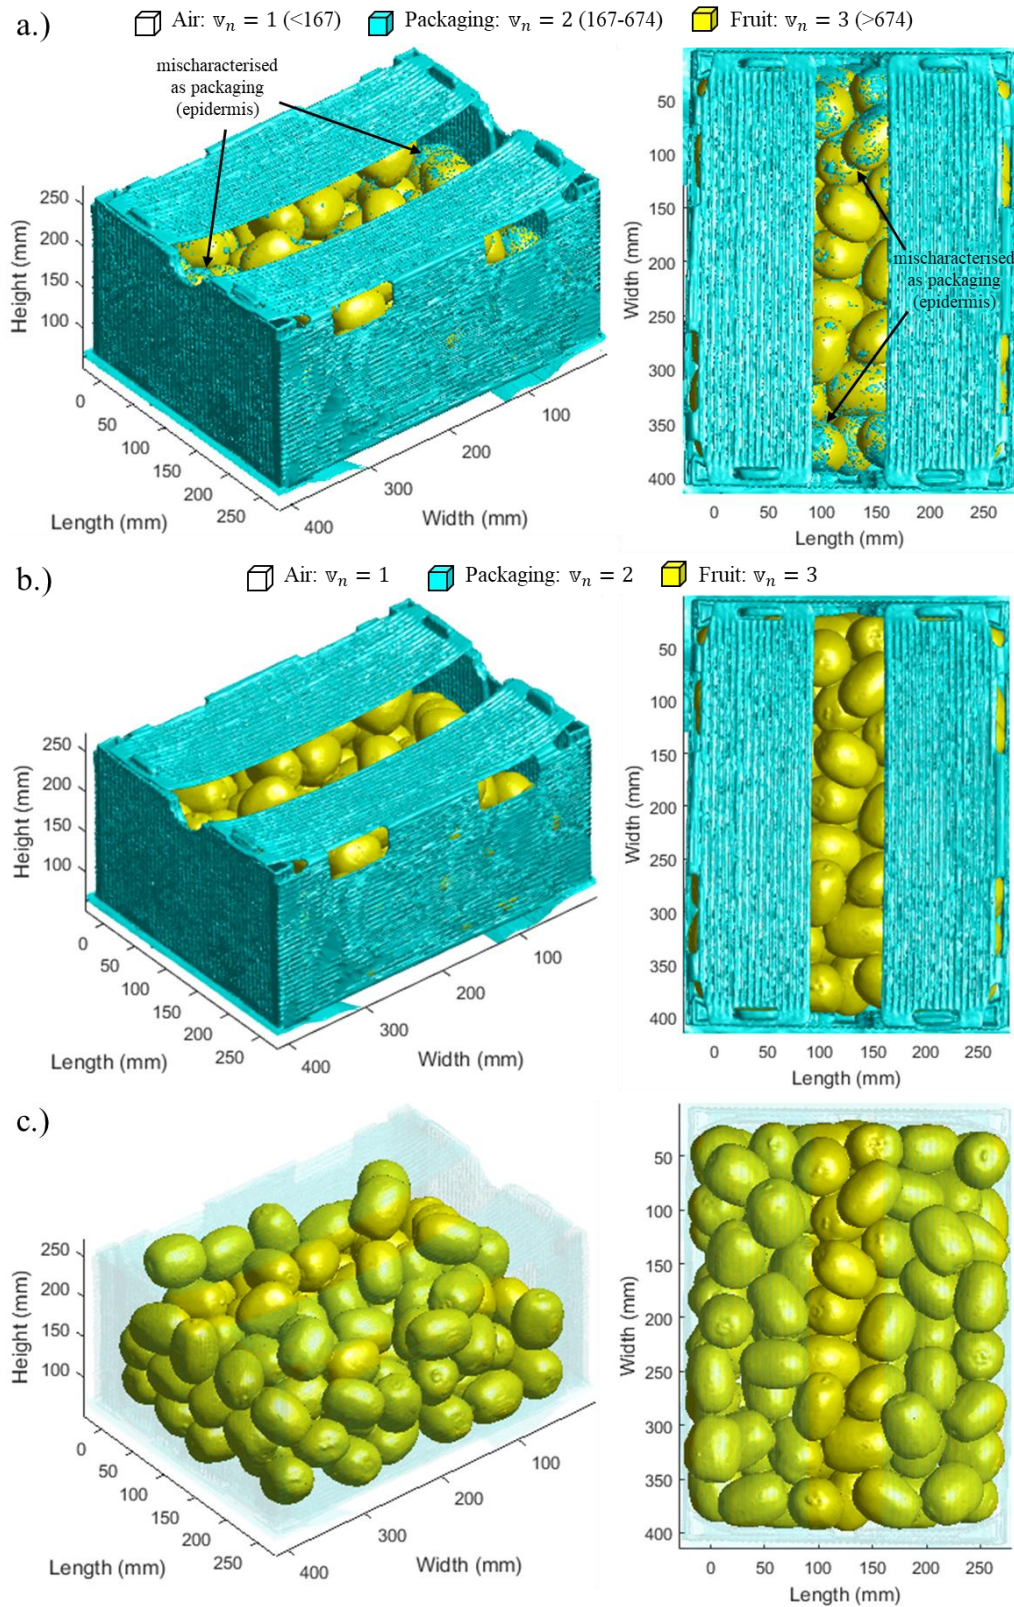 a.)
Air: 𝕧ₙ = 1 (<167) Packaging: 𝕧ₙ = 2 (167-674) Fruit: 𝕧ₙ = 3 (>674)
mischaracterised
as packaging
(epidermis)
250
200
150
100
Height (mm)
0
50
100
150
200
250
Length (mm)
400
300
200
100
Width (mm)
50
100
150
200
250
300
350
400
Width (mm)
mischaracterised
as packaging
(epidermis)
0 50 100 150 200 250
Length (mm)
b.)
Air: 𝕧ₙ = 1 Packaging: 𝕧ₙ = 2 Fruit: 𝕧ₙ = 3
250
200
150
100
Height (mm)
0
50
100
150
200
250
Length (mm)
400
300
200
100
Width (mm)
50
100
150
200
250
300
350
400
Width (mm)
0 50 100 150 200 250
Length (mm)
c.)
250
200
150
100
Height (mm)
0
50
100
150
200
250
Length (mm)
400
300
200
100
Width (mm)
50
100
150
200
250
300
350
400
Width (mm)
0 50 100 150 200 250
Length (mm)